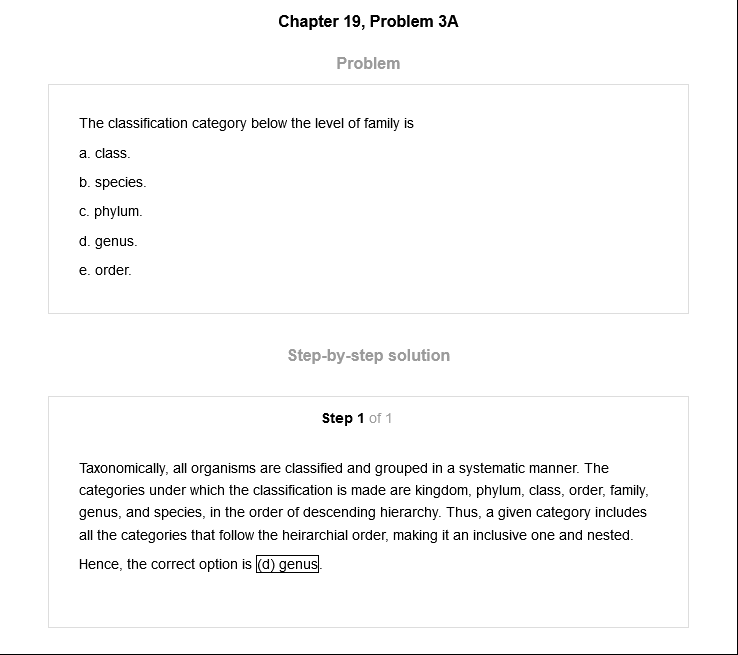 Chapter 19, Problem 3A
Problem
The classification category below the level of family is
a. class.
b. species.
c. phylum.
d. genus.
e. order.
Step-by-step solution
Step 1 of 1
Taxonomically, all organisms are classified and grouped in a systematic manner. The
categories under which the classification is made are kingdom, phylum, class, order, family,
genus, and species, in the order of descending hierarchy. Thus, a given category includes
all the categories that follow the heirarchial order, making it an inclusive one and nested.
Hence, the correct option is (d) genus.